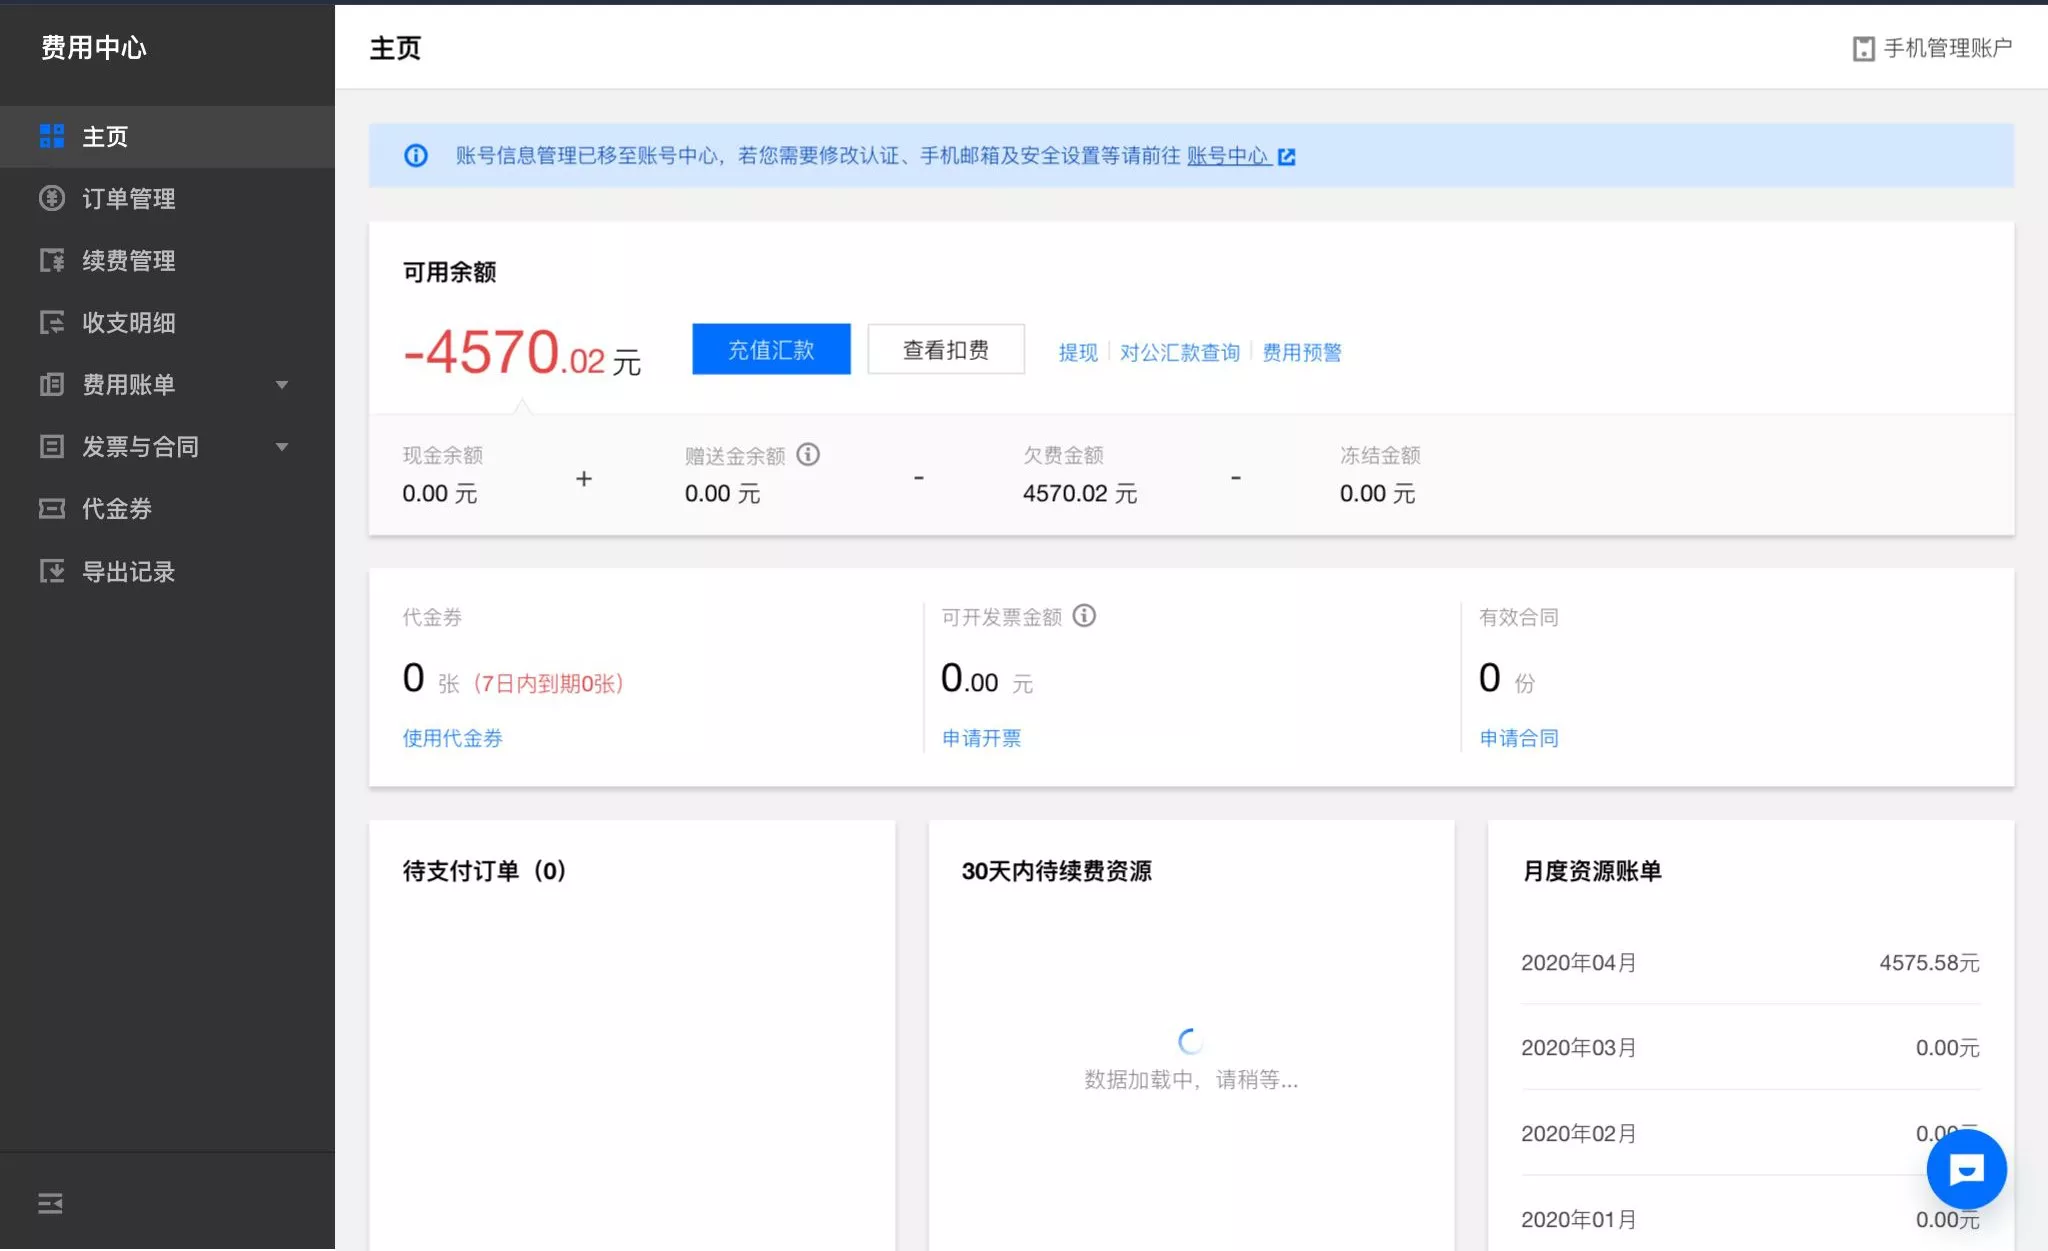 费用中心
主页
手机管理账户
主页
订单管理
续费管理
收支明细
费用账单
发票与合同
代金券
导出记录
账号信息管理已移至账号中心，若您需要修改认证、手机邮箱及安全设置等请前往 账号中心
可用余额
-4570.02 元
充值汇款
查看扣费
提现
对公汇款查询
费用预警
现金余额
0.00 元
+
赠送金余额
0.00 元
-
欠费金额
4570.02 元
-
冻结金额
0.00 元
代金券
0 张（7日内到期0张）
使用代金券
可开发票金额
0.00 元
申请开票
有效合同
0 份
申请合同
待支付订单（0）
30天内待续费资源
数据加载中，请稍等...
月度资源账单
2020年04月 4575.58元
2020年03月 0.00元
2020年02月
2020年01月 0.00元